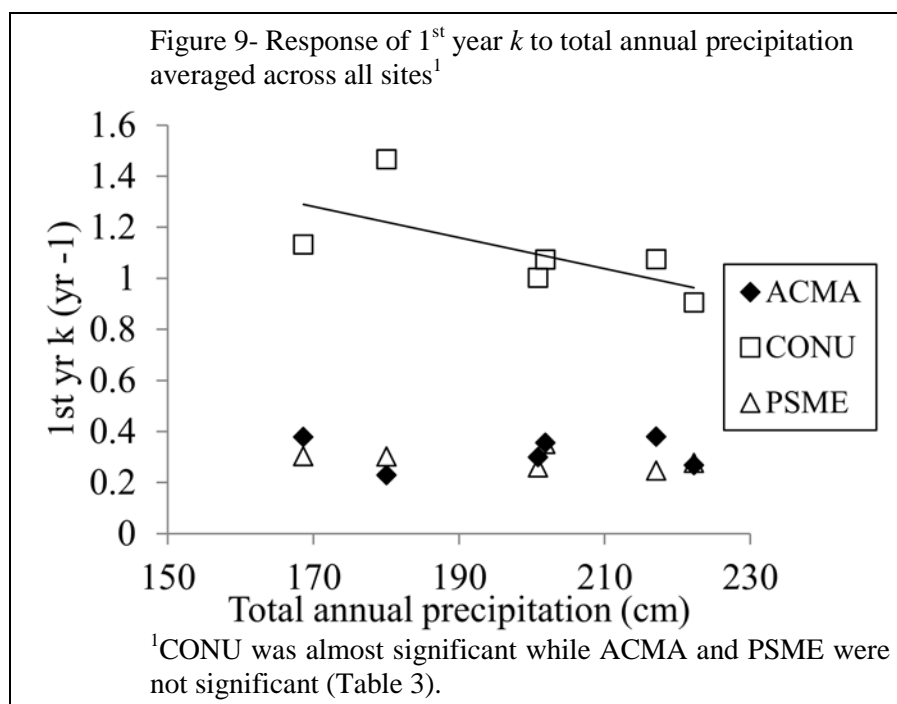 Figure 9- Response of 1st year k to total annual precipitation
averaged across all sites1
1.6
1.4
1.2
1
0.8
0.6
0.4
0.2
0
1st yr k (yr -1)
ACMA
CONU
PSME
150 170 190 210 230
Total annual precipitation (cm)
1CONU was almost significant while ACMA and PSME were
not significant (Table 3).